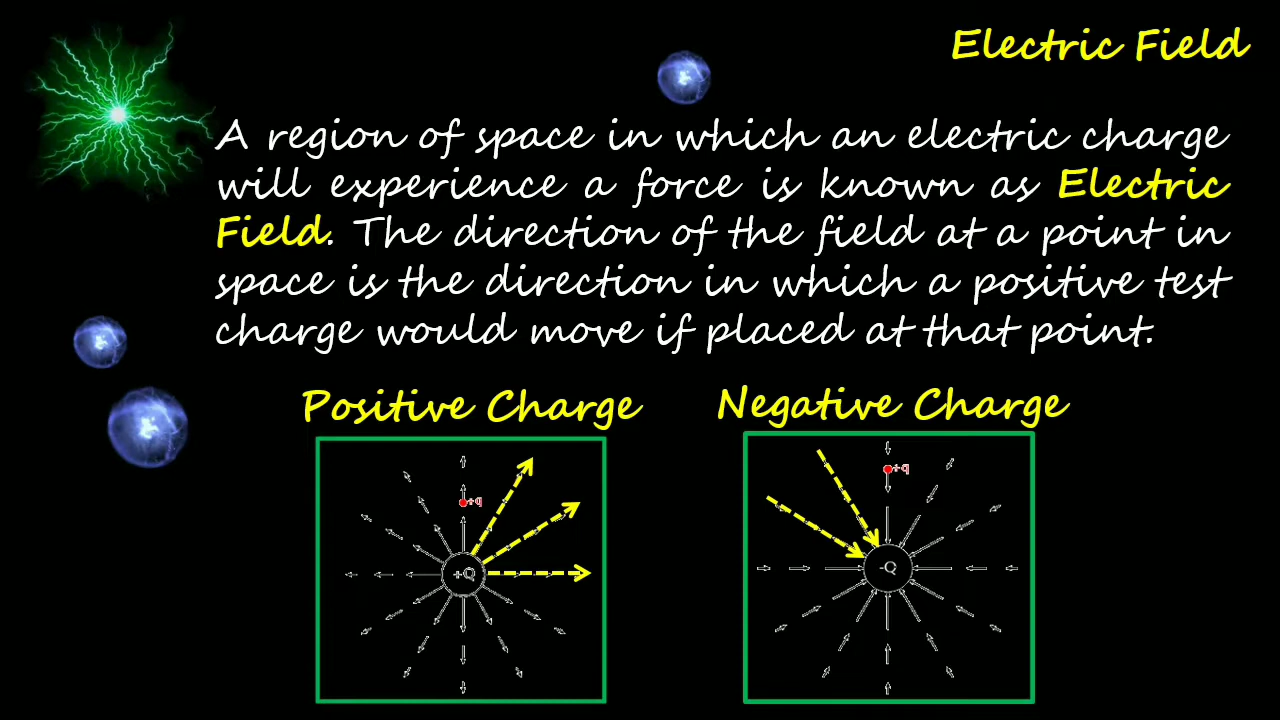 Electric Field
A region of space in which an electric charge
will experience a force is known as Electric
Field. The direction of the field at a point in
space is the direction in which a positive test
charge would move if placed at that point.
Positive Charge
Negative Charge
+q
+Q
+q
-Q